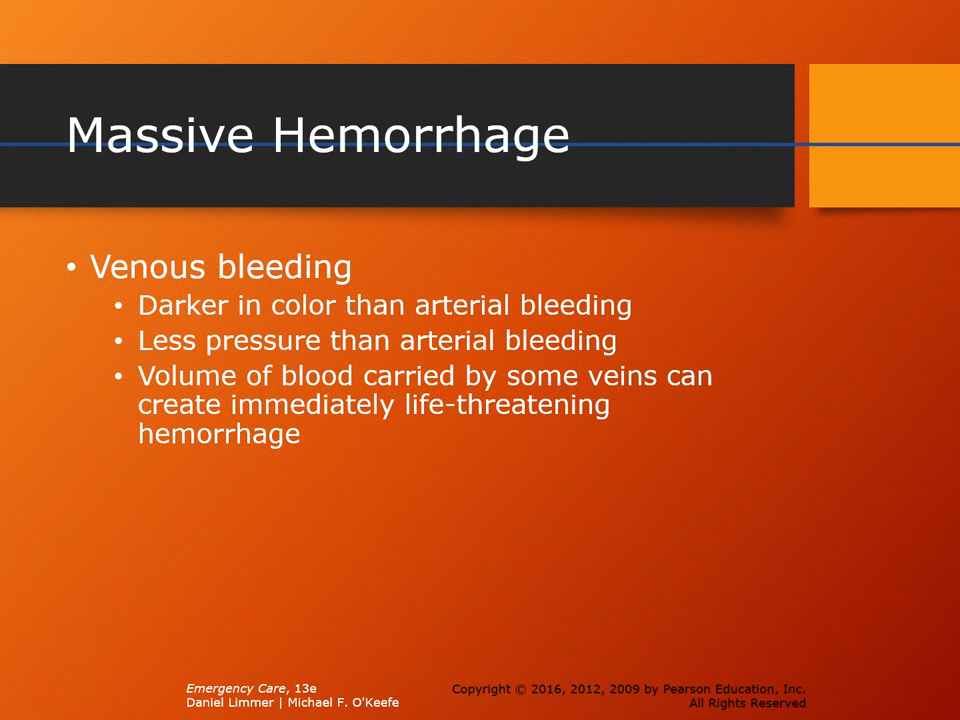 Massive Hemorrhage
• Venous bleeding
• Darker in color than arterial bleeding
• Less pressure than arterial bleeding
• Volume of blood carried by some veins can
create immediately life-threatening
hemorrhage
Emergency Care, 13e
Daniel Limmer | Michael F. O'Keefe
Copyright © 2016, 2012, 2009 by Pearson Education, Inc.
All Rights Reserved